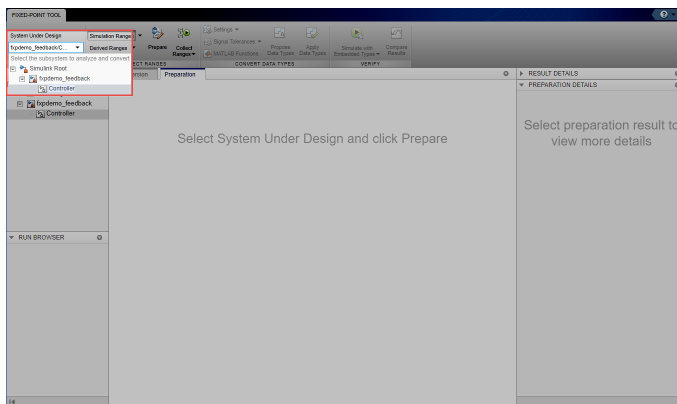 FIXED-POINT TOOL
System Under Design
Simulation Ranges
fxpdemo_feedback/C...
Derived Ranges
Select the subsystem to analyze and convert
Simulink Root
fxpdemo_feedback
Controller
fxpdemo_feedback
Controller
Prepare
Collect
Ranges
Settings
Signal Tolerances
MATLAB Functions
Propose
Data Types
Apply
Data Types
Simulate with
Embedded Types
Compare
Results
ECT RANGES
CONVERT DATA TYPES
VERIFY
ersion
Preparation
Select System Under Design and click Prepare
RESULT DETAILS
PREPARATION DETAILS
Select preparation result to
view more details
RUN BROWSER